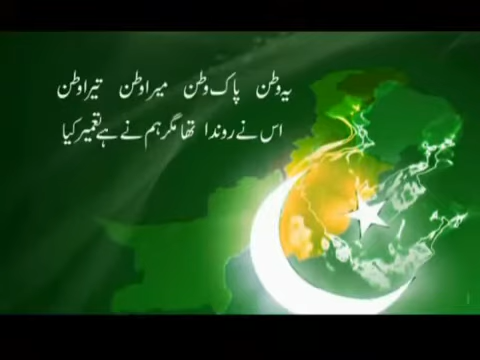 یہ وطن پاک وطن میرا وطن تیرا وطن
اس نے روندا تھا مگر ہم نے ہے تعمیر کیا